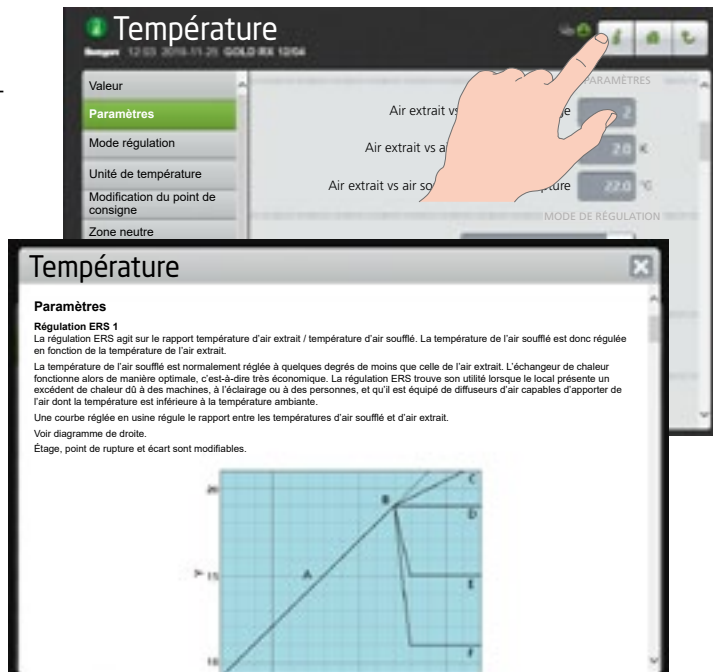 Température
12:03 2019-11-25 GOLD RX 12/04
Valeur
Paramètres
Mode régulation
Unité de température
Modification du point de
consigne
Zone neutre
PARAMÈTRES
Air extrait
2
Air extrait vs
2.0 K
Air extrait vs air
22.0 °C
MODE DE RÉGULATION
Température
Paramètres
Régulation ERS 1
La régulation ERS agit sur le rapport température d'air extrait / température d'air soufflé. La température de l'air soufflé est donc régulée
en fonction de la température de l'air extrait.
La température de l'air soufflé est normalement réglée à quelques degrés de moins que celle de l'air extrait. L'échangeur de chaleur
fonctionne alors de manière optimale, c'est-à-dire très économique. La régulation ERS trouve son utilité lorsque le local présente un
excédent de chaleur dû à des machines, à l'éclairage ou à des personnes, et qu'il est équipé de diffuseurs d'air capables d'apporter de
l'air dont la température est inférieure à la température ambiante.
Une courbe réglée en usine régule le rapport entre les températures d'air soufflé et d'air extrait.
Voir diagramme de droite.
Étage, point de rupture et écart sont modifiables.
20
B
C
D
A
Y
15
E
F
10